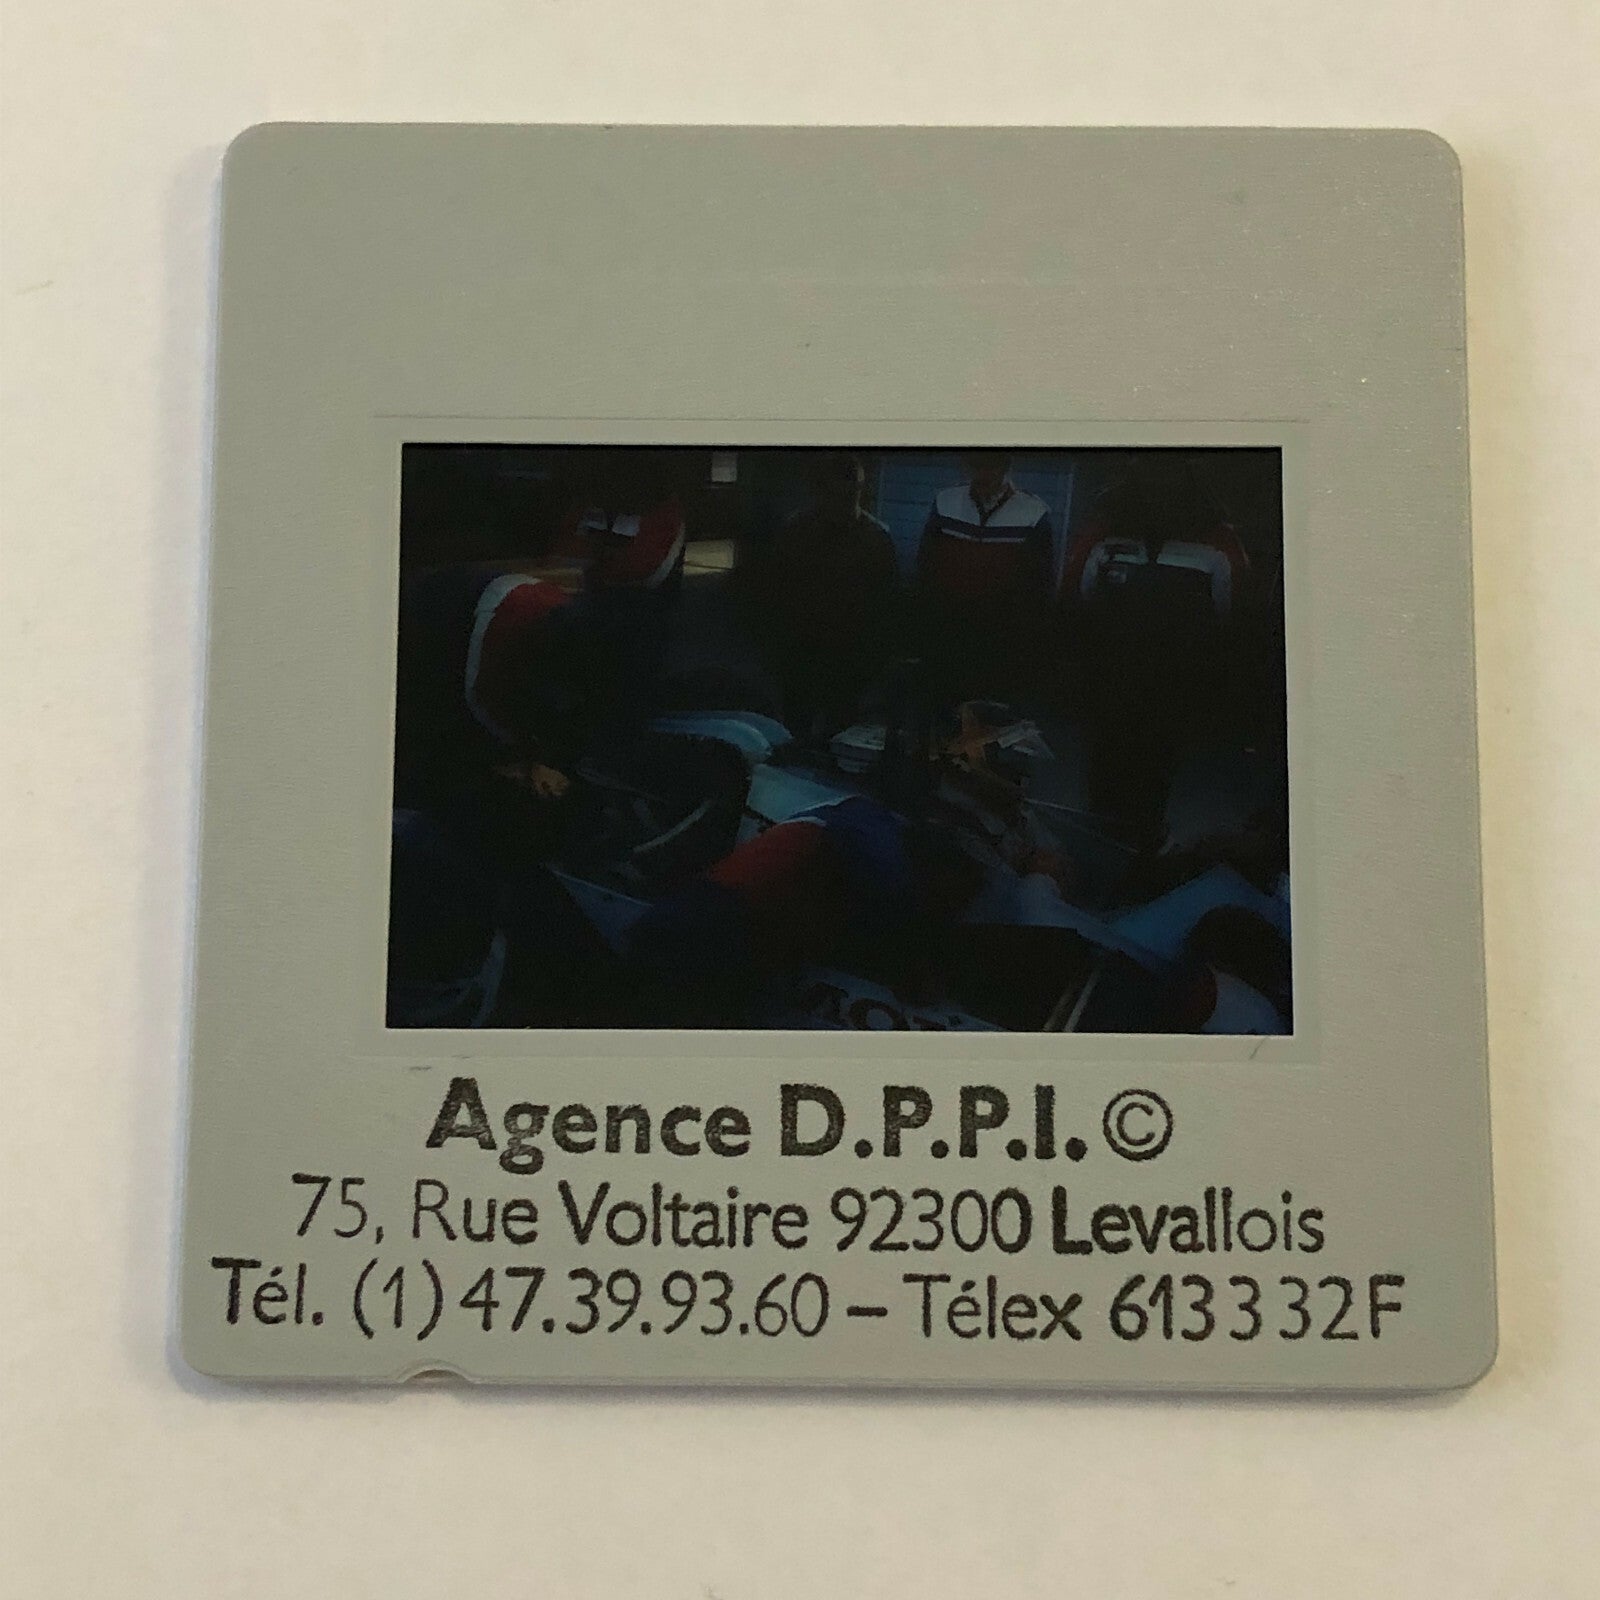 Agence D.P.P.I.©
75, Rue Voltaire 92300 Levallois
Tél. (1) 47.39.93.60 – Télex 613332F